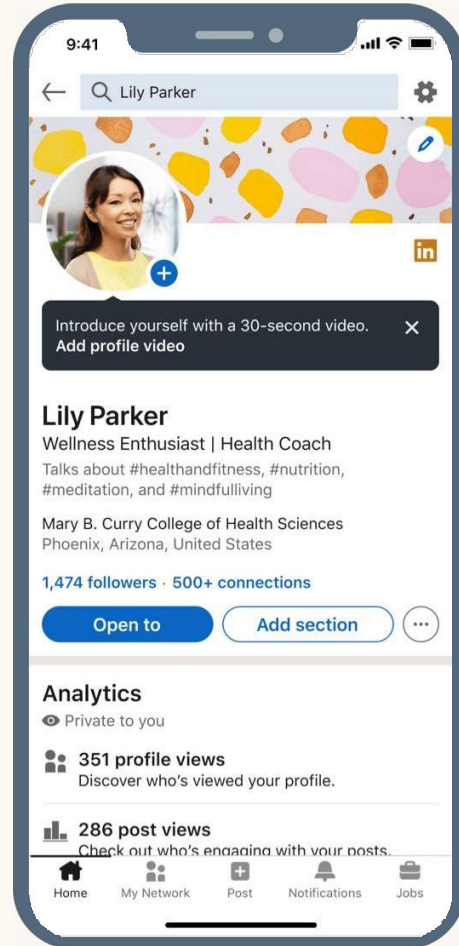 9:41
Lily Parker
in
Introduce yourself with a 30-second video.
Add profile video
Lily Parker
Wellness Enthusiast | Health Coach
Talks about #healthandfitness, #nutrition,
#meditation, and #mindfulliving
Mary B. Curry College of Health Sciences
Phoenix, Arizona, United States
1,474 followers · 500+ connections
Open to
Add section
Analytics
Private to you
351 profile views
Discover who's viewed your profile.
286 post views
Check out who's engaging with your posts.
Home
My Network
Post
Notifications
Jobs